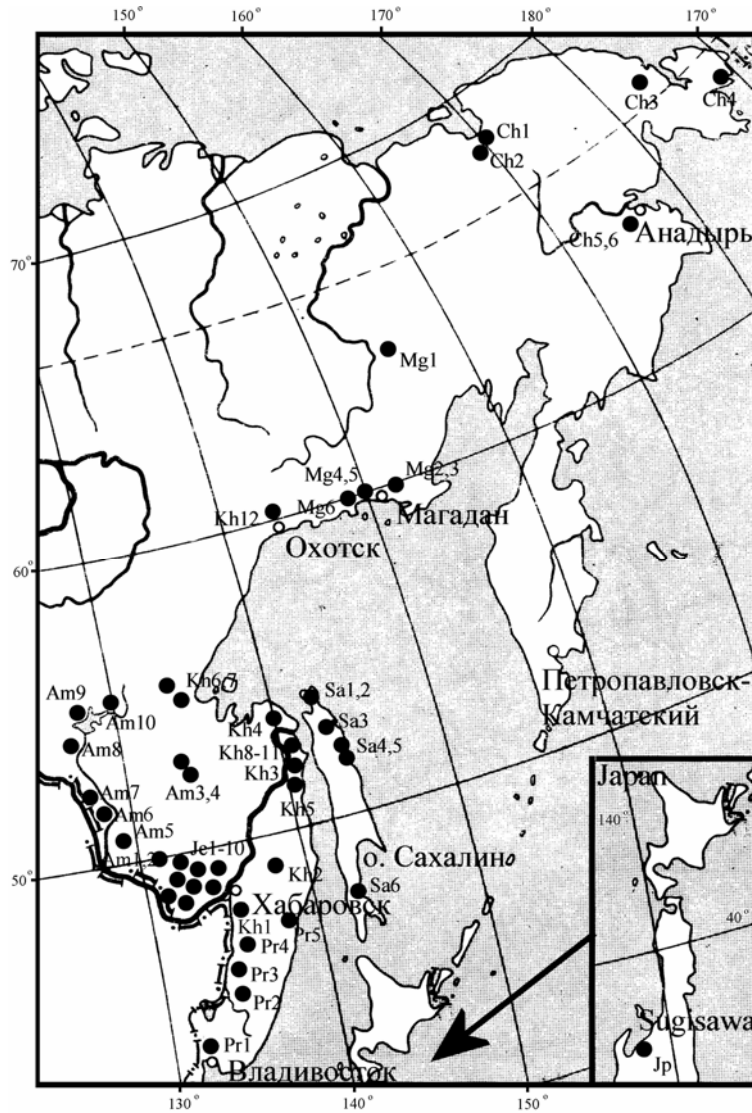 150° 160° 170° 180° 170°
Ch3
Ch4
Ch1
Ch2
Ch5,6
Анадырь
70°
Mg1
Mg4,5
Mg2,3
Mg6
Kh12
Магадан
Охотск
60°
Kh6,7
Am9
Am10
Sa1,2
Петропавловск-
Камчатский
Am8
Kh4
Sa3
Kh8-11
Sa4,5
Kh3
Am7
Am3,4
Kh5
Am6
Am5
Am1,2
Je1-10
о. Сахалин
Kh2
50°
Sa6
Хабаровск
Kh1
Pr5
Pr4
Pr3
Pr2
Pr1
Владивосток
Japan
140°
40°
Sugisawa
Jp
130° 140° 150°